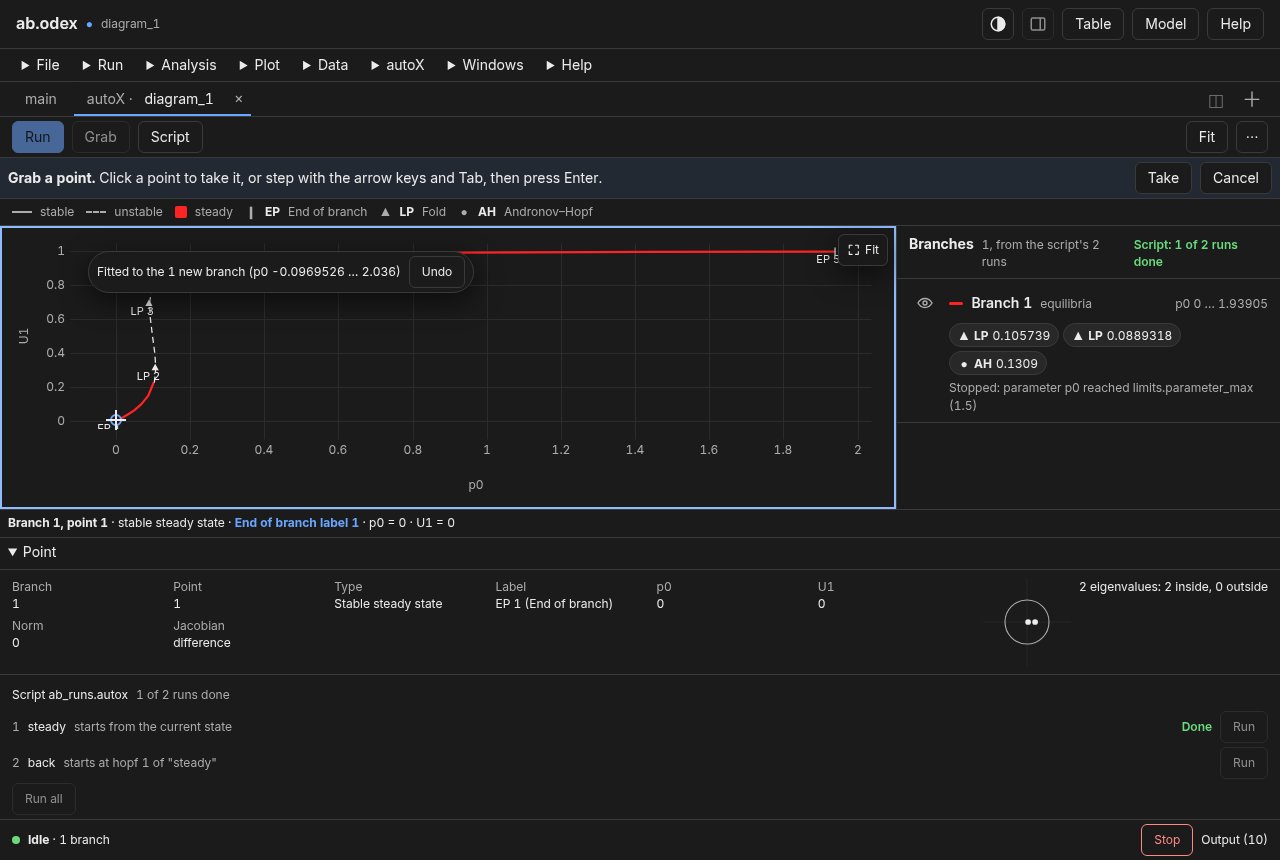 ab.odex • diagram_1
Table
Model
Help
File
Run
Analysis
Plot
Data
autoX
Windows
Help
main
autoX · diagram_1 ×
Run
Grab
Script
Fit
...
Grab a point. Click a point to take it, or step with the arrow keys and Tab, then press Enter.
Take
Cancel
stable
unstable
steady
EP End of branch
LP Fold
AH Andronov–Hopf
Fitted to the 1 new branch (p0 -0.0969526 … 2.036)
Undo
Fit
U1
1
0.8
0.6
0.4
0.2
0
EP 5
LP 3
LP 2
0
0.2
0.4
0.6
0.8
1
1.2
1.4
1.6
1.8
2
p0
Branches
1, from the script's 2
runs
Script: 1 of 2 runs
done
Branch 1 equilibria
p0 0 … 1.93905
LP 0.105739
LP 0.0889318
AH 0.1309
Stopped: parameter p0 reached limits.parameter_max
(1.5)
Branch 1, point 1 · stable steady state · End of branch label 1 · p0 = 0 · U1 = 0
Point
Branch
1
Point
1
Type
Stable steady state
Label
EP 1 (End of branch)
p0
0
U1
0
Norm
0
Jacobian
difference
2 eigenvalues: 2 inside, 0 outside
Script ab_runs.autox 1 of 2 runs done
1 steady starts from the current state
Done
Run
2 back starts at hopf 1 of "steady"
Run
Run all
Idle · 1 branch
Stop
Output (10)